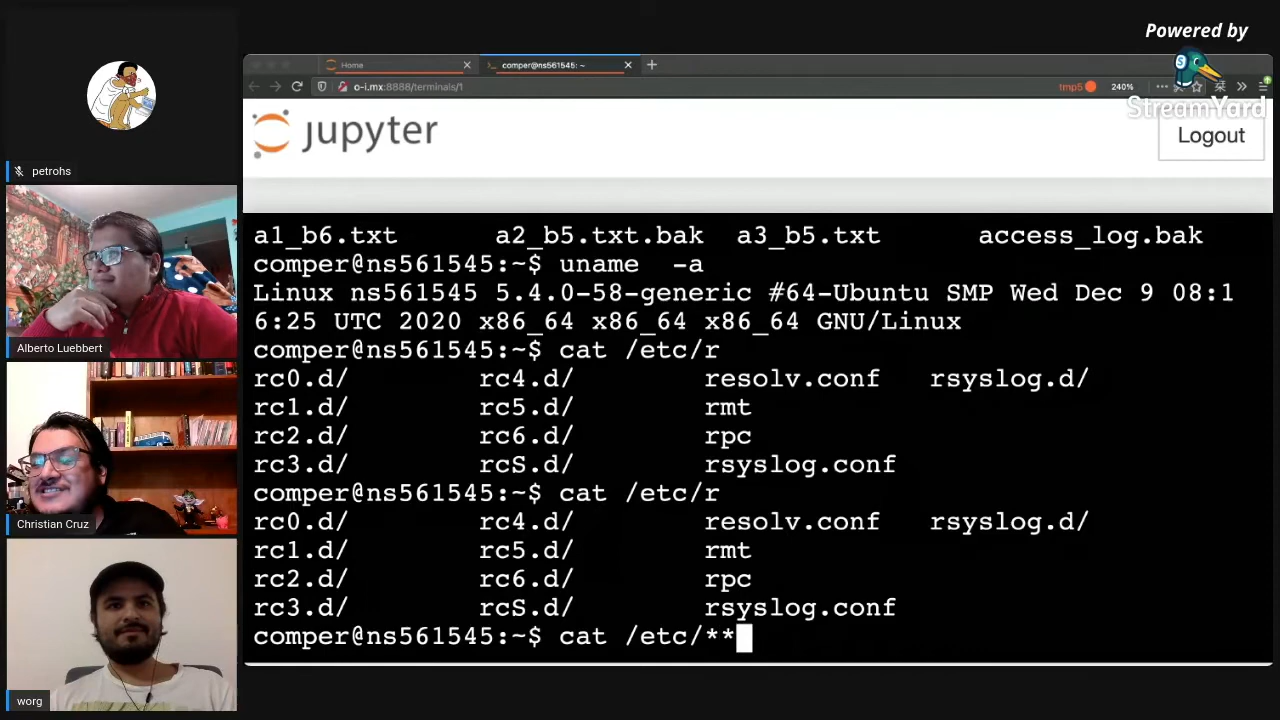 Powered by
StreamYard
Home
comper@ns561545: ~
o-i.mx:8888/terminals/1
tmp5
240%
jupyter
Logout
a1_b6.txt a2_b5.txt.bak a3_b5.txt access_log.bak
comper@ns561545:~$ uname  -a
Linux ns561545 5.4.0-58-generic #64-Ubuntu SMP Wed Dec 9 08:1
6:25 UTC 2020 x86_64 x86_64 x86_64 GNU/Linux
comper@ns561545:~$ cat /etc/r
rc0.d/ rc4.d/ resolv.conf rsyslog.d/
rc1.d/ rc5.d/ rmt
rc2.d/ rc6.d/ rpc
rc3.d/ rcS.d/ rsyslog.conf
comper@ns561545:~$ cat /etc/r
rc0.d/ rc4.d/ resolv.conf rsyslog.d/
rc1.d/ rc5.d/ rmt
rc2.d/ rc6.d/ rpc
rc3.d/ rcS.d/ rsyslog.conf
comper@ns561545:~$ cat /etc/**
petrohs
Alberto Luebbert
Christian Cruz
worg